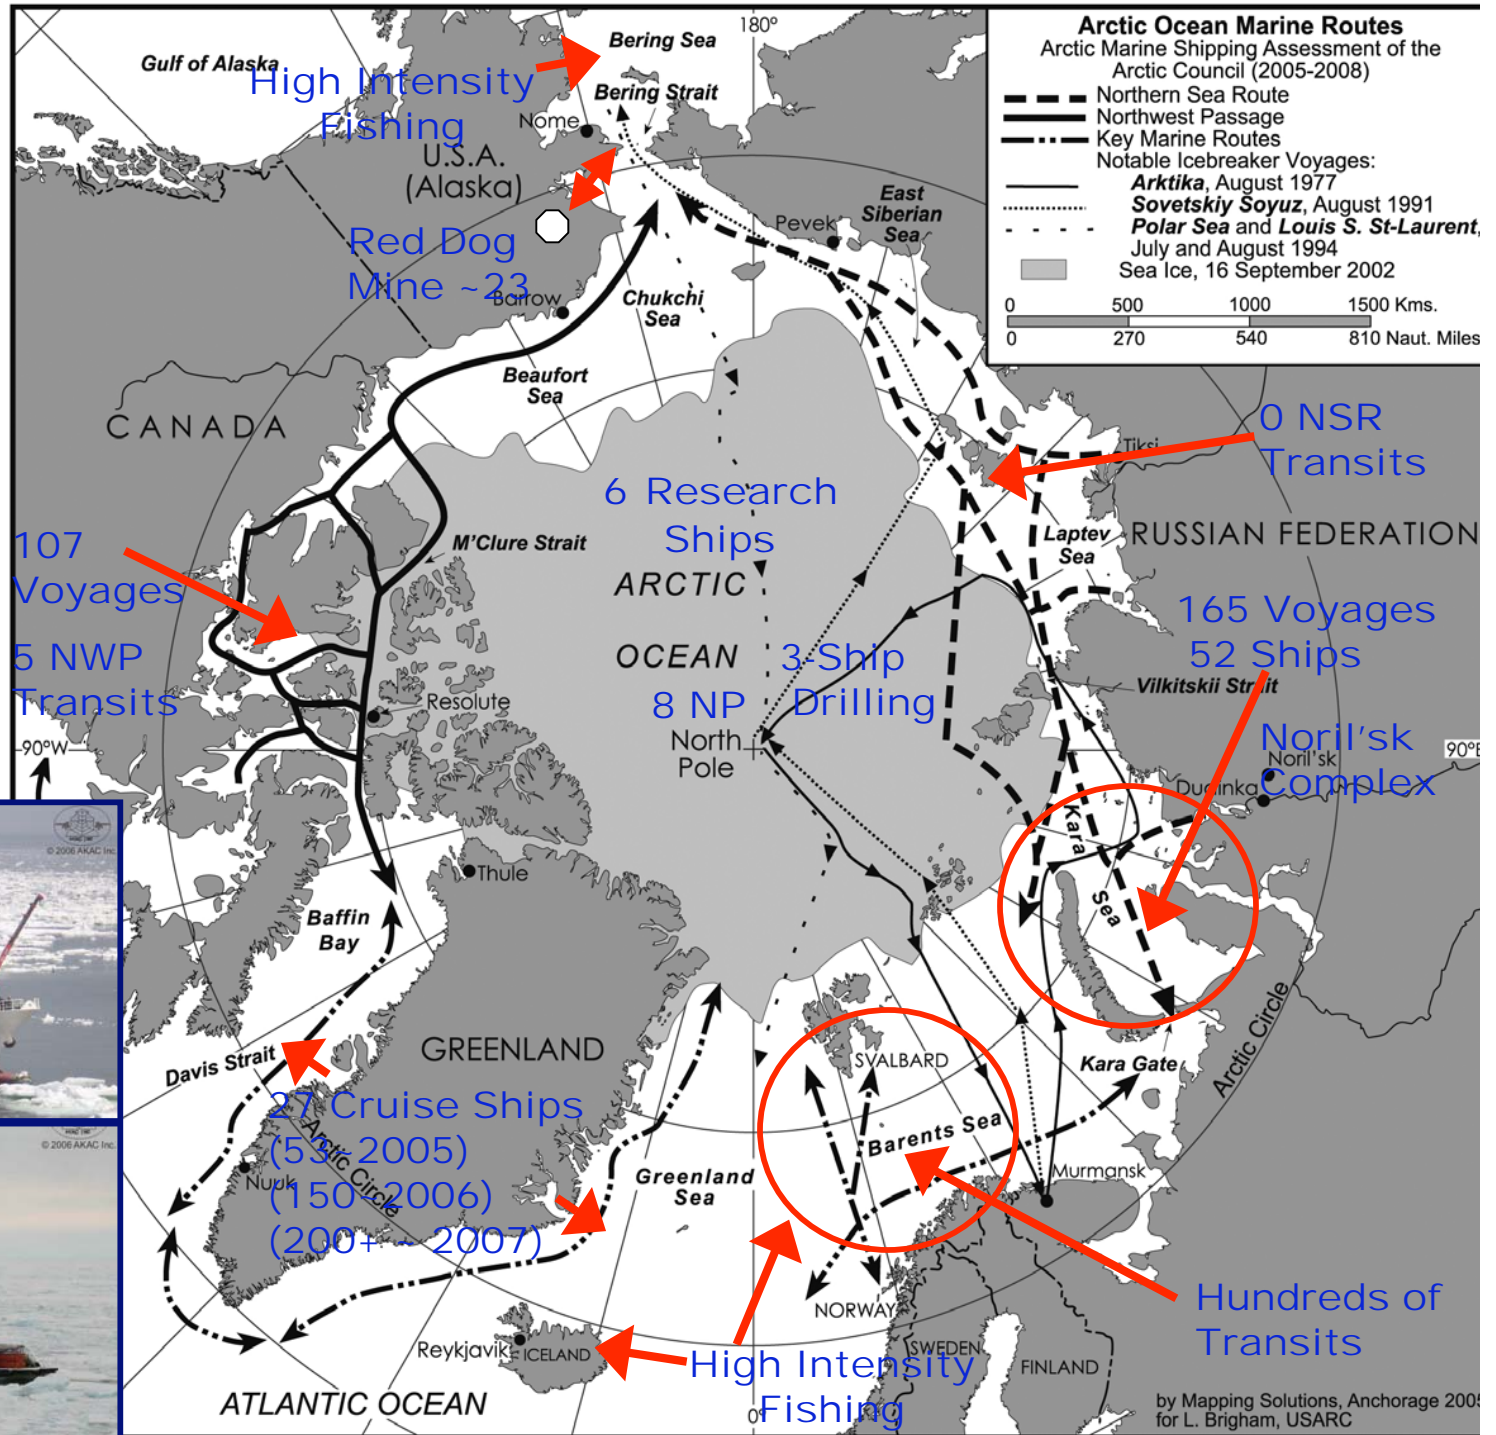 Arctic Ocean Marine Routes
Arctic Marine Shipping Assessment of the
Arctic Council (2005-2008)
Northern Sea Route
Northwest Passage
Key Marine Routes
Notable Icebreaker Voyages:
Arktika, August 1977
Sovetskiy Soyuz, August 1991
Polar Sea and Louis S. St-Laurent,
July and August 1994
Sea Ice, 16 September 2002
0 500 1000 1500 Kms.
0 270 540 810 Naut. Miles
180°
Gulf of Alaska
Bering Sea
High Intensity
Fishing
Bering Strait
Nome
U.S.A.
(Alaska)
East
Siberian
Sea
Pevek
Red Dog
Mine ~23
Barrow
Chukchi
Sea
Beaufort
Sea
CANADA
0 NSR
Transits
Tiksi
6 Research
Ships
M'Clure Strait
Laptev
Sea
RUSSIAN FEDERATION
107
Voyages
ARCTIC
OCEAN
165 Voyages
52 Ships
5 NWP
Transits
3-Ship
Drilling
8 NP
Vilkitskii Strait
Resolute
North
Pole
90°W
90°E
Noril'sk
Complex
Noril'sk
Dudinka
Kara
Sea
Thule
Baffin
Bay
© 2006 AKAC Inc.
Davis Strait
GREENLAND
SVALBARD
Kara Gate
Arctic Circle
27 Cruise Ships
(53~2005)
(150~2006)
(200+ ~ 2007)
Arctic Circle
Nuuk
© 2006 AKAC Inc.
Barents Sea
Greenland
Sea
Murmansk
Hundreds of
Transits
NORWAY
Reykjavik
ICELAND
High Intensity
Fishing
SWEDEN
FINLAND
ATLANTIC OCEAN
0°
by Mapping Solutions, Anchorage 2005
for L. Brigham, USARC